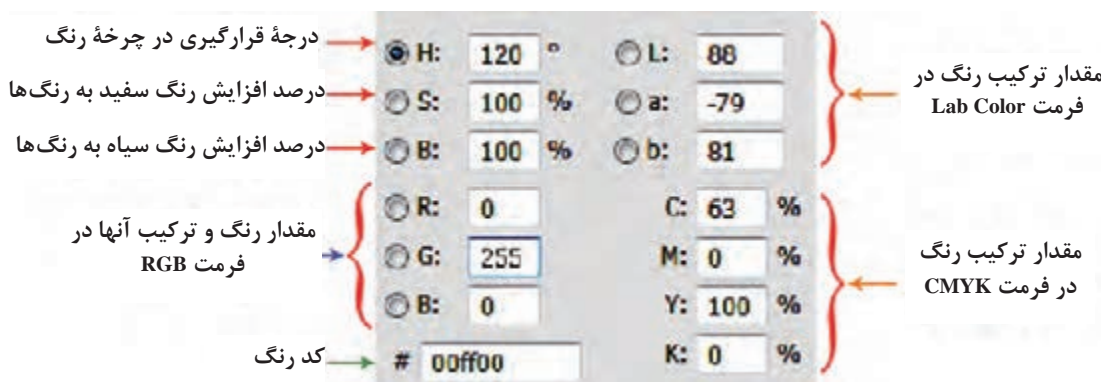 درجهٔ قرارگیری در چرخهٔ رنگ
درصد افزایش رنگ سفید به رنگ‌ها
درصد افزایش رنگ سیاه به رنگ‌ها
مقدار رنگ و ترکیب آنها در
فرمت RGB
کد رنگ
H: 120 °
S: 100 %
B: 100 %
R: 0
G: 255
B: 0
# 00ff00
L: 88
a: -79
b: 81
C: 63 %
M: 0 %
Y: 100 %
K: 0 %
مقدار ترکیب رنگ در
فرمت Lab Color
مقدار ترکیب رنگ
در فرمت CMYK